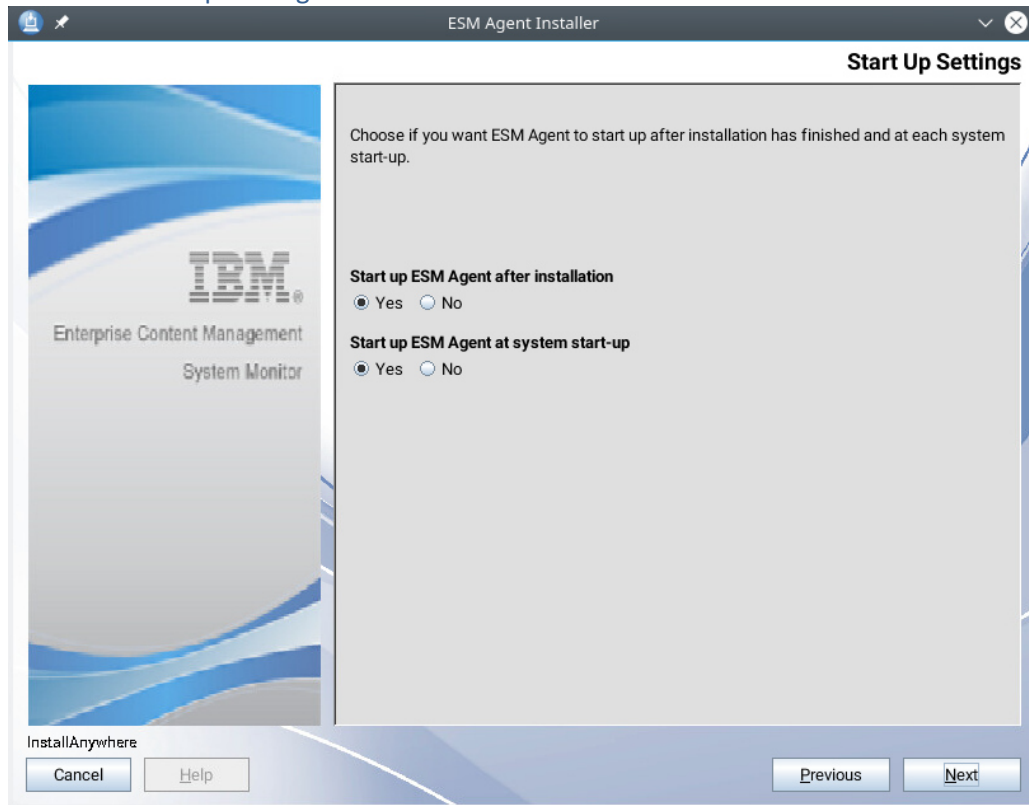 ESM Agent Installer
Start Up Settings
Choose if you want ESM Agent to start up after installation has finished and at each system
start-up.
IBM®
Enterprise Content Management
System Monitor
Start up ESM Agent after installation
Yes No
Start up ESM Agent at system start-up
Yes No
InstallAnywhere
Cancel Help Previous Next